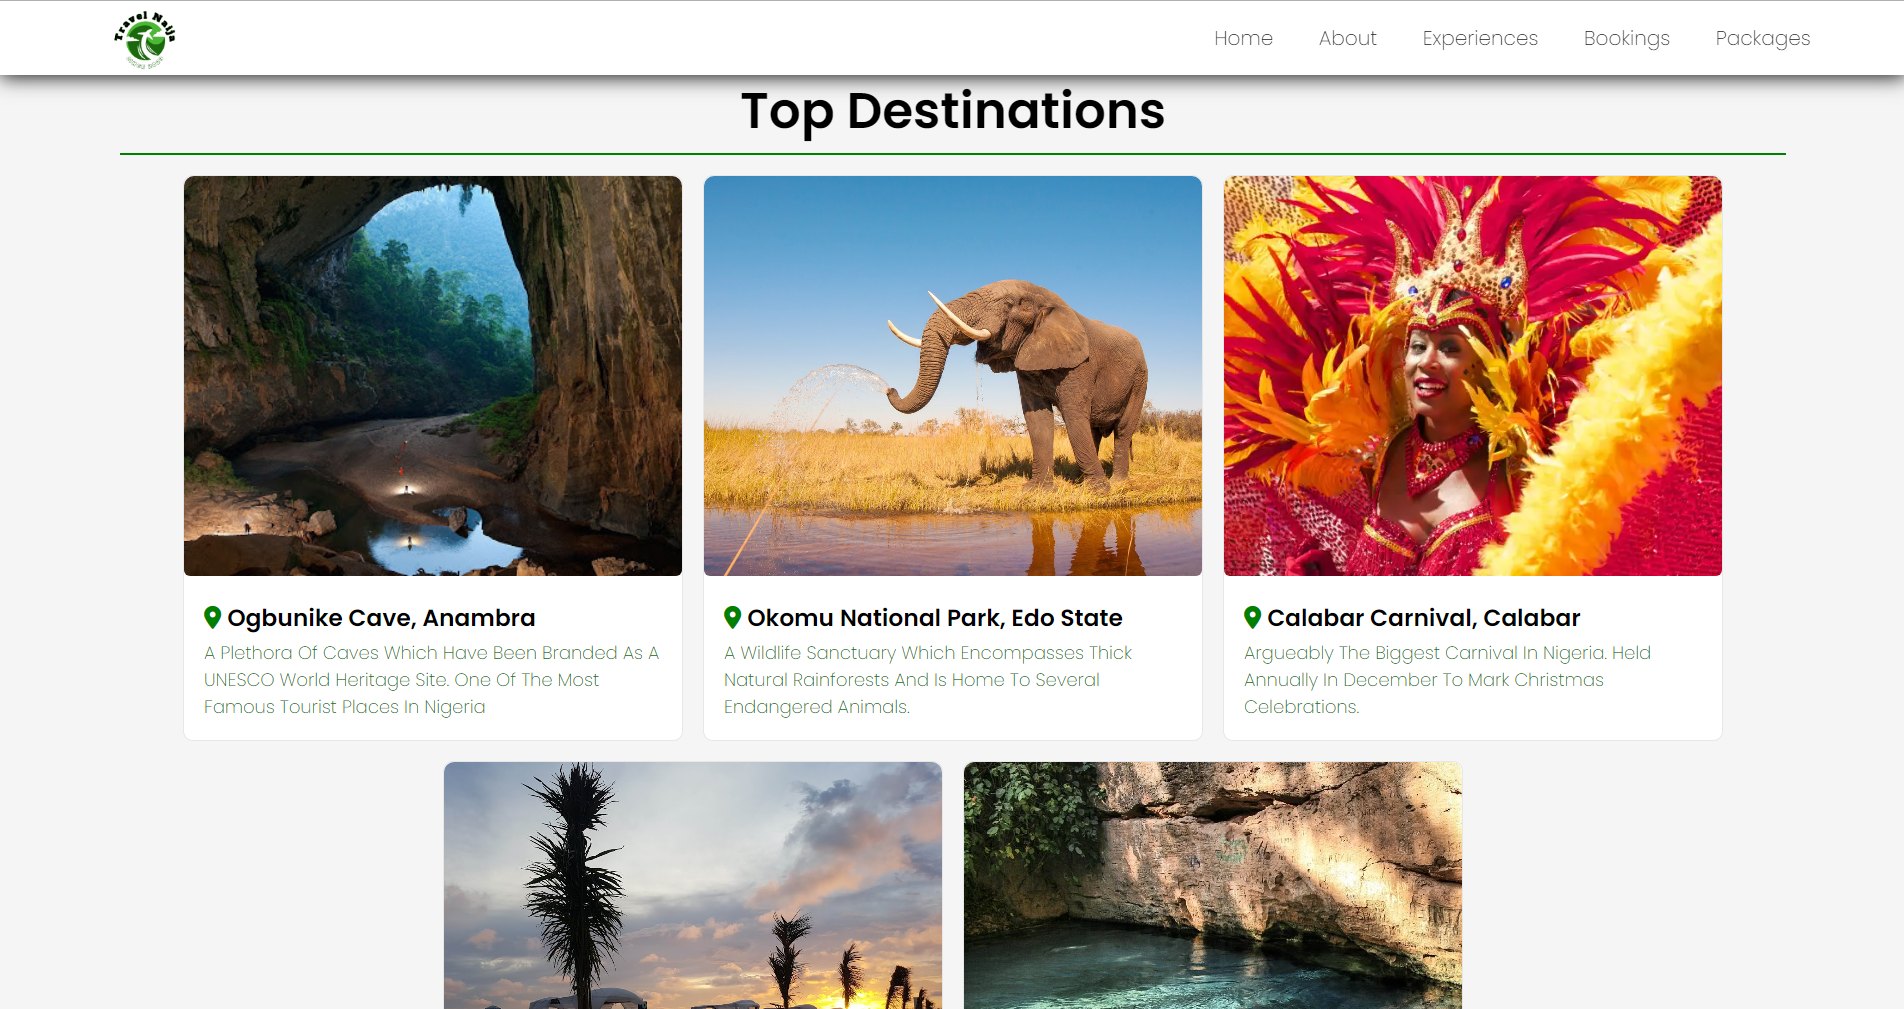 Travel Naija
Home About Experiences Bookings Packages
Top Destinations
Ogbunike Cave, Anambra
A Plethora Of Caves Which Have Been Branded As A
UNESCO World Heritage Site. One Of The Most
Famous Tourist Places In Nigeria
Okomu National Park, Edo State
A Wildlife Sanctuary Which Encompasses Thick
Natural Rainforests And Is Home To Several
Endangered Animals.
Calabar Carnival, Calabar
Argueably The Biggest Carnival In Nigeria. Held
Annually In December To Mark Christmas
Celebrations.